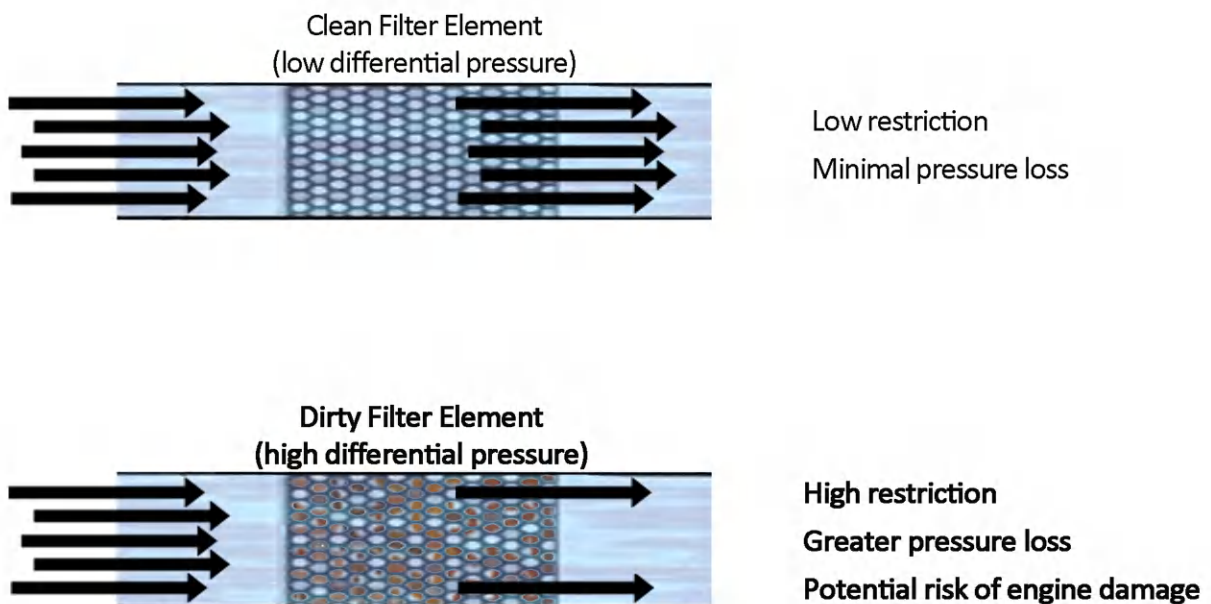 Clean Filter Element
(low differential pressure)
Low restriction
Minimal pressure loss
Dirty Filter Element
(high differential pressure)
High restriction
Greater pressure loss
Potential risk of engine damage